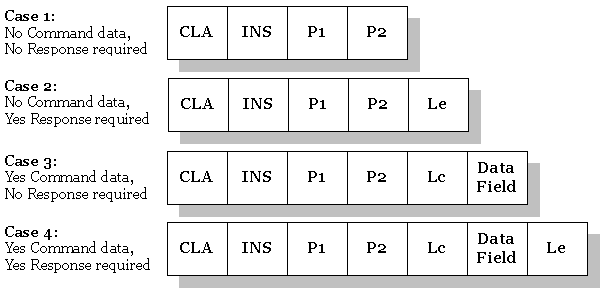 Case 1:
No Command data,
No Response required
CLA INS P1 P2
Case 2:
No Command data,
Yes Response required
CLA INS P1 P2 Le
Case 3:
Yes Command data,
No Response required
CLA INS P1 P2 Lc Data Field
Case 4:
Yes Command data,
Yes Response required
CLA INS P1 P2 Lc Data Field Le